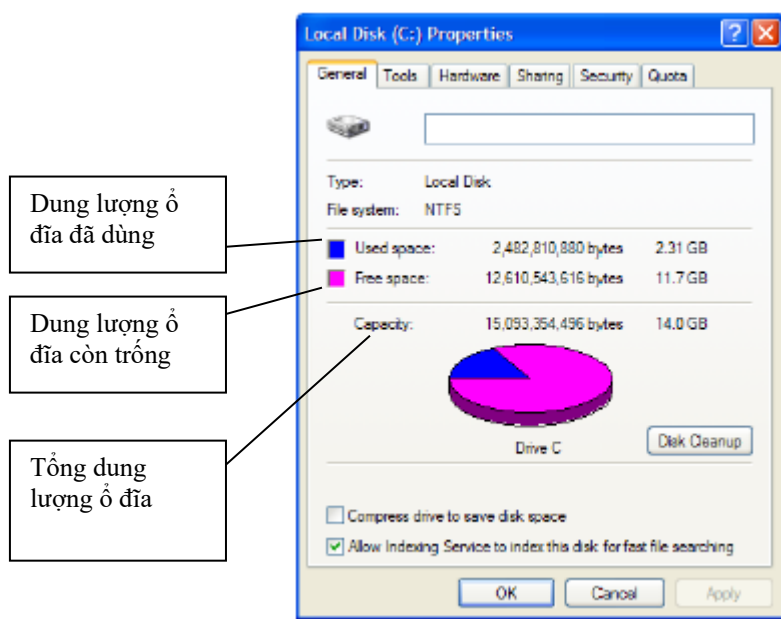 Local Disk (C:) Properties
General Tools Hardware Sharing Security Quota
Type: Local Disk
File system: NTFS
Dung lượng ổ
đĩa đã dùng
Used space: 2,482,810,880 bytes 2.31 GB
Free space: 12,610,543,616 bytes 11.7 GB
Dung lượng ổ
đĩa còn trống
Capacity: 15,093,354,496 bytes 14.0 GB
Drive C
Disk Cleanup
Tổng dung
lượng ổ đĩa
Compress drive to save disk space
Allow Indexing Service to index this disk for fast file searching
OK Cancel Apply